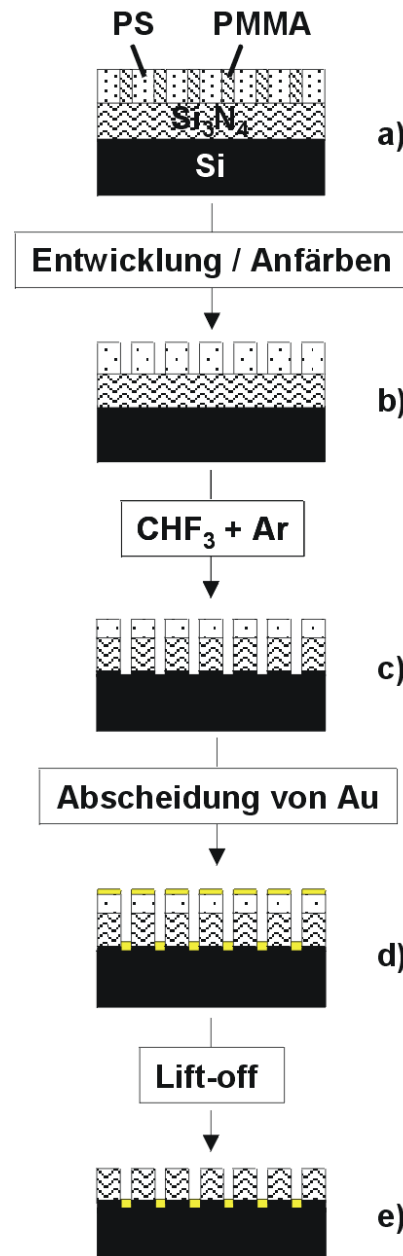 PS PMMA
Si₃N₄
Si
a)
Entwicklung / Anfärben
b)
CHF₃ + Ar
c)
Abscheidung von Au
d)
Lift-off
e)